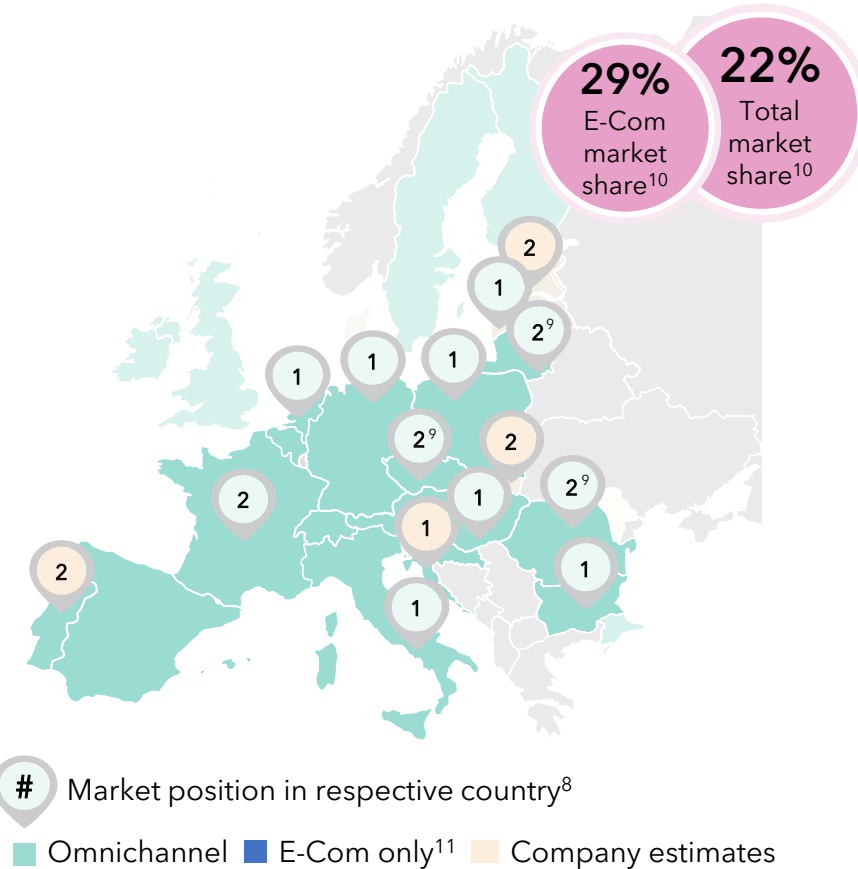 29%
E-Com
market
share¹⁰
22%
Total
market
share¹⁰
2
1
2⁹
1
1
1
2⁹
2
2
1
2⁹
1
2
1
1
# Market position in respective country⁸
Omnichannel E-Com only¹¹ Company estimates